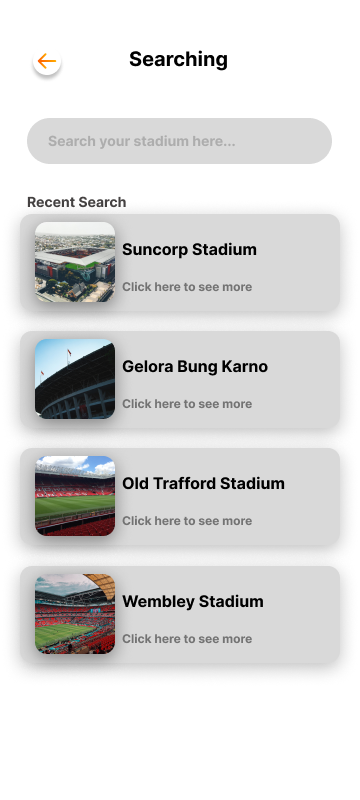 Searching
Search your stadium here...
Recent Search
Suncorp Stadium
Click here to see more
Gelora Bung Karno
Click here to see more
Old Trafford Stadium
Click here to see more
Wembley Stadium
Click here to see more